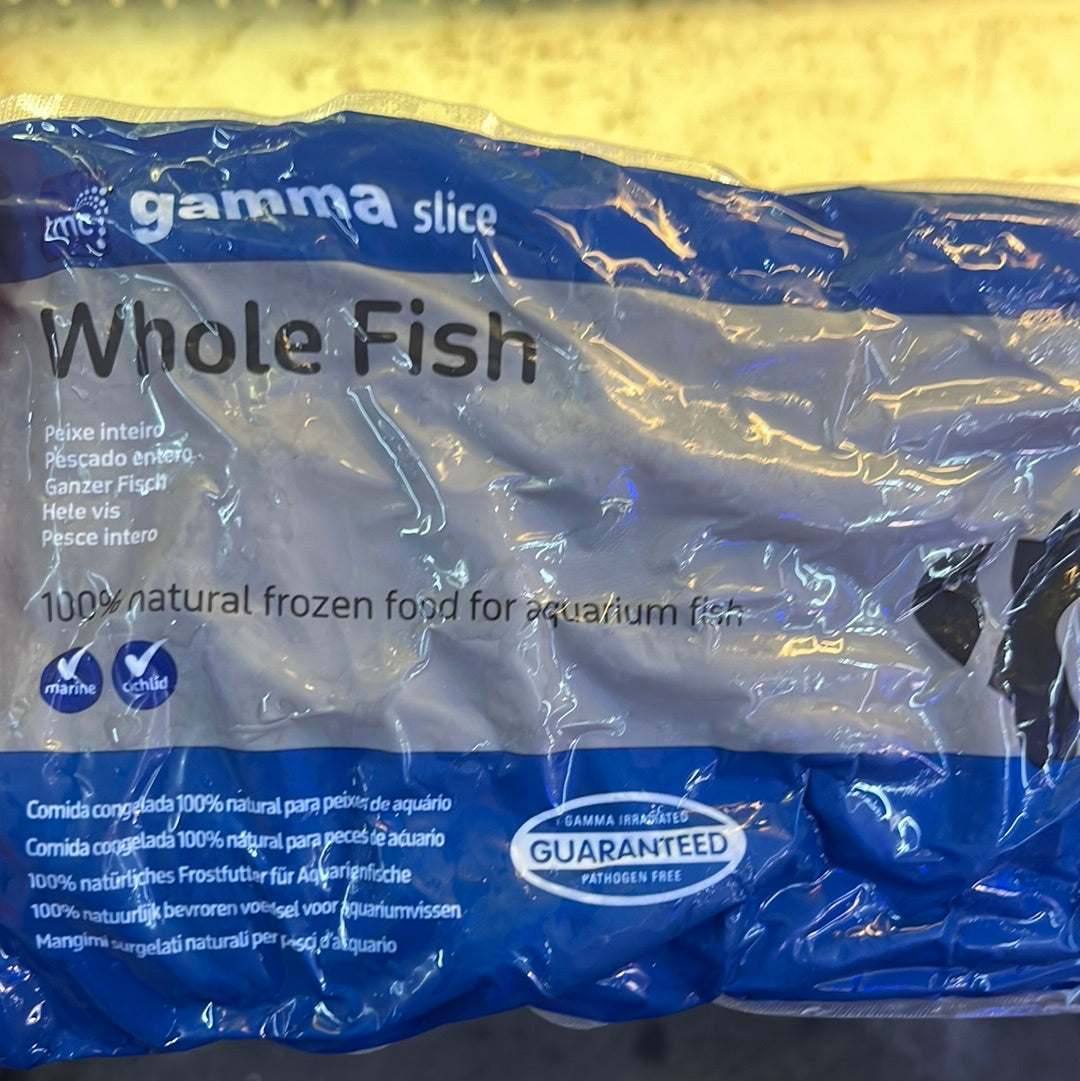 tmc
gamma slice
Whole Fish
Peixe inteiro
Pescado entero
Ganzer Fisch
Hele vis
Pesce intero
100% natural frozen food for aquarium fish
marine
cichlid
Comida congelada 100% natural para peixes de aquário
Comida congelada 100% natural para peces de acuario
100% natürliches Frostfutter für Aquarienfische
100% natuurlijk bevroren voedsel voor aquariumvissen
Mangimi surgelati naturali per pisci d'acquario
GAMMA IRRADIATED
GUARANTEED
PATHOGEN FREE